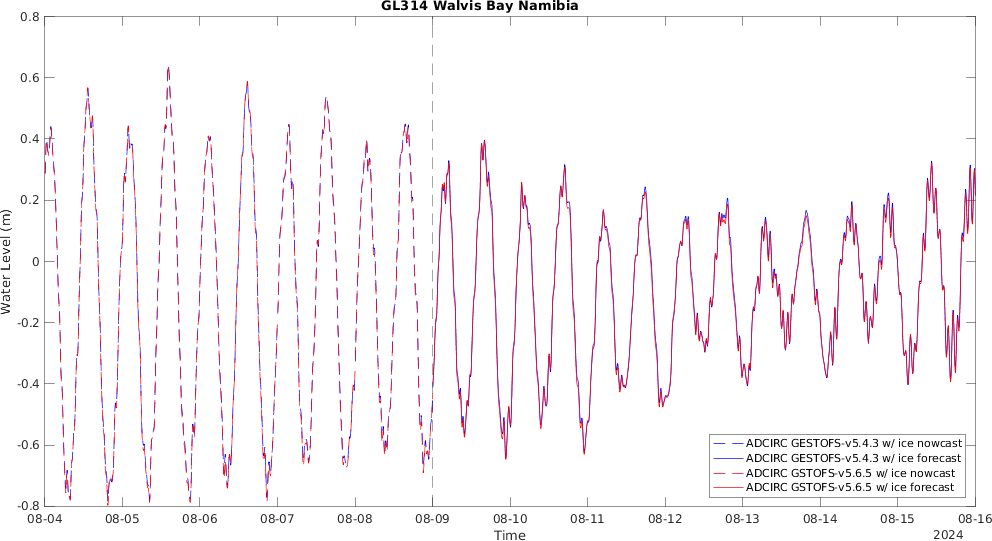 GL314 Walvis Bay Namibia
0.8
0.6
0.4
0.2
0
-0.2
-0.4
-0.6
-0.8
Water Level (m)
ADCIRC GESTOFS-v5.4.3 w/ ice nowcast
ADCIRC GESTOFS-v5.4.3 w/ ice forecast
ADCIRC GSTOFS-v5.6.5 w/ ice nowcast
ADCIRC GSTOFS-v5.6.5 w/ ice forecast
08-04 08-05 08-06 08-07 08-08 08-09 08-10 08-11 08-12 08-13 08-14 08-15 08-16
Time
2024